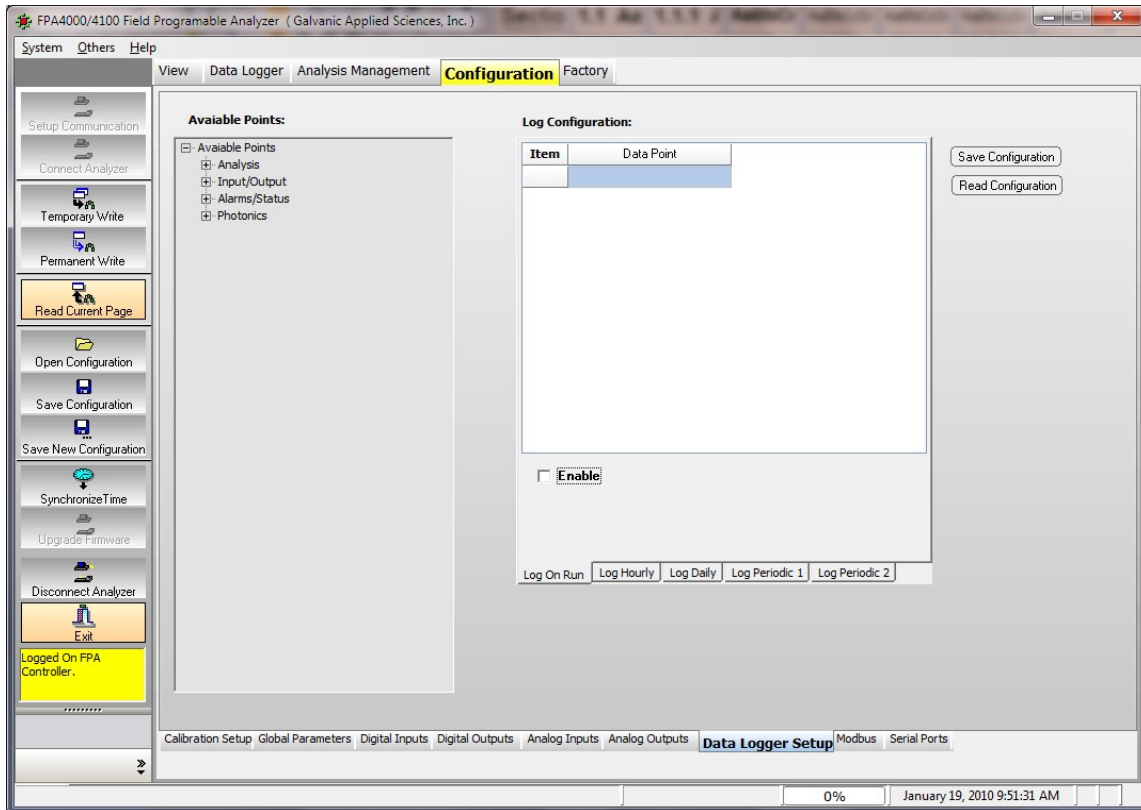 FPA4000/4100 Field Programable Analyzer ( Galvanic Applied Sciences, Inc. )
System Others Help
View Data Logger Analysis Management Configuration Factory
Setup Communication
Connect Analyzer
Temporary Write
Permanent Write
Read Current Page
Open Configuration
Save Configuration
Save New Configuration
SynchronizeTime
Upgrade Firmware
Disconnect Analyzer
Exit
Logged On FPA
Controller.
Avaiable Points:
Avaiable Points
Analysis
Input/Output
Alarms/Status
Photonics
Log Configuration:
Item Data Point
Enable
Log On Run Log Hourly Log Daily Log Periodic 1 Log Periodic 2
Save Configuration
Read Configuration
Calibration Setup Global Parameters Digital Inputs Digital Outputs Analog Inputs Analog Outputs Data Logger Setup Modbus Serial Ports
0% January 19, 2010 9:51:31 AM